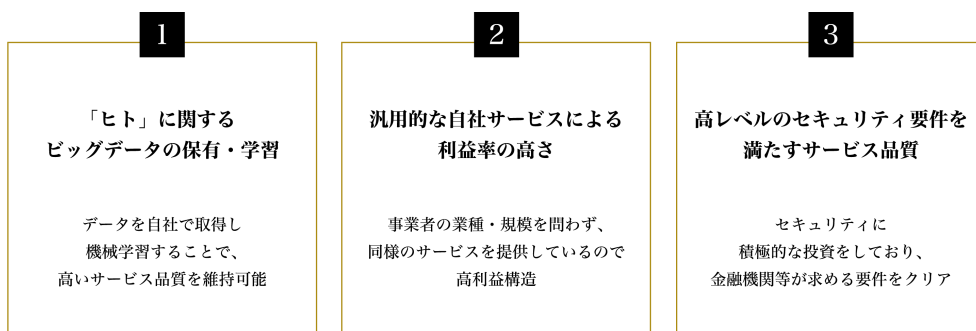 1
「ヒト」に関する
ビッグデータの保有・学習
データを自社で取得し
機械学習することで、
高いサービス品質を維持可能
2
汎用的な自社サービスによる
利益率の高さ
事業者の業種・規模を問わず、
同様のサービスを提供しているので
高利益構造
3
高レベルのセキュリティ要件を
満たすサービス品質
セキュリティに
積極的な投資をしており、
金融機関等が求める要件をクリア